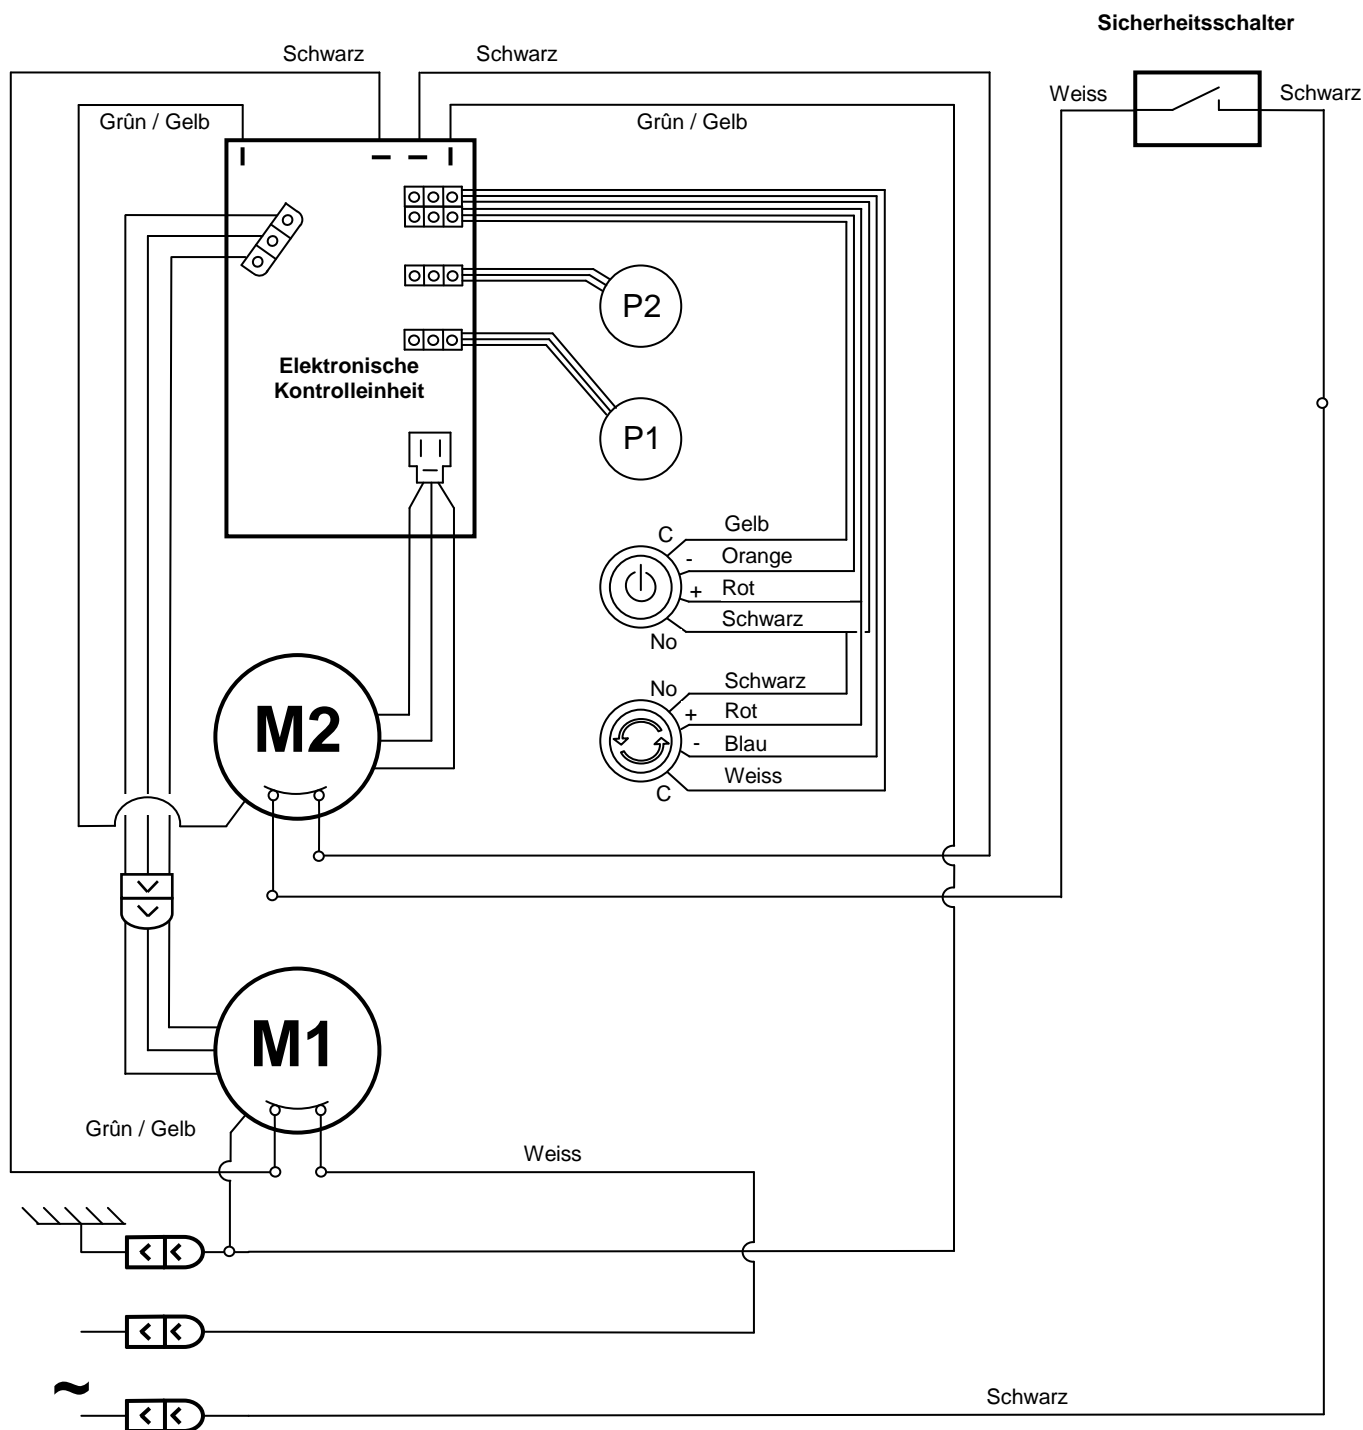 Sicherheitsschalter
Schwarz
Schwarz
Weiss
Schwarz
Grûn / Gelb
Grûn / Gelb
P2
Elektronische
Kontrolleinheit
P1
C
Gelb
-
Orange
+
Rot
Schwarz
No
No
Schwarz
+
Rot
-
Blau
Weiss
C
M2
M1
Grûn / Gelb
Weiss
~
Schwarz